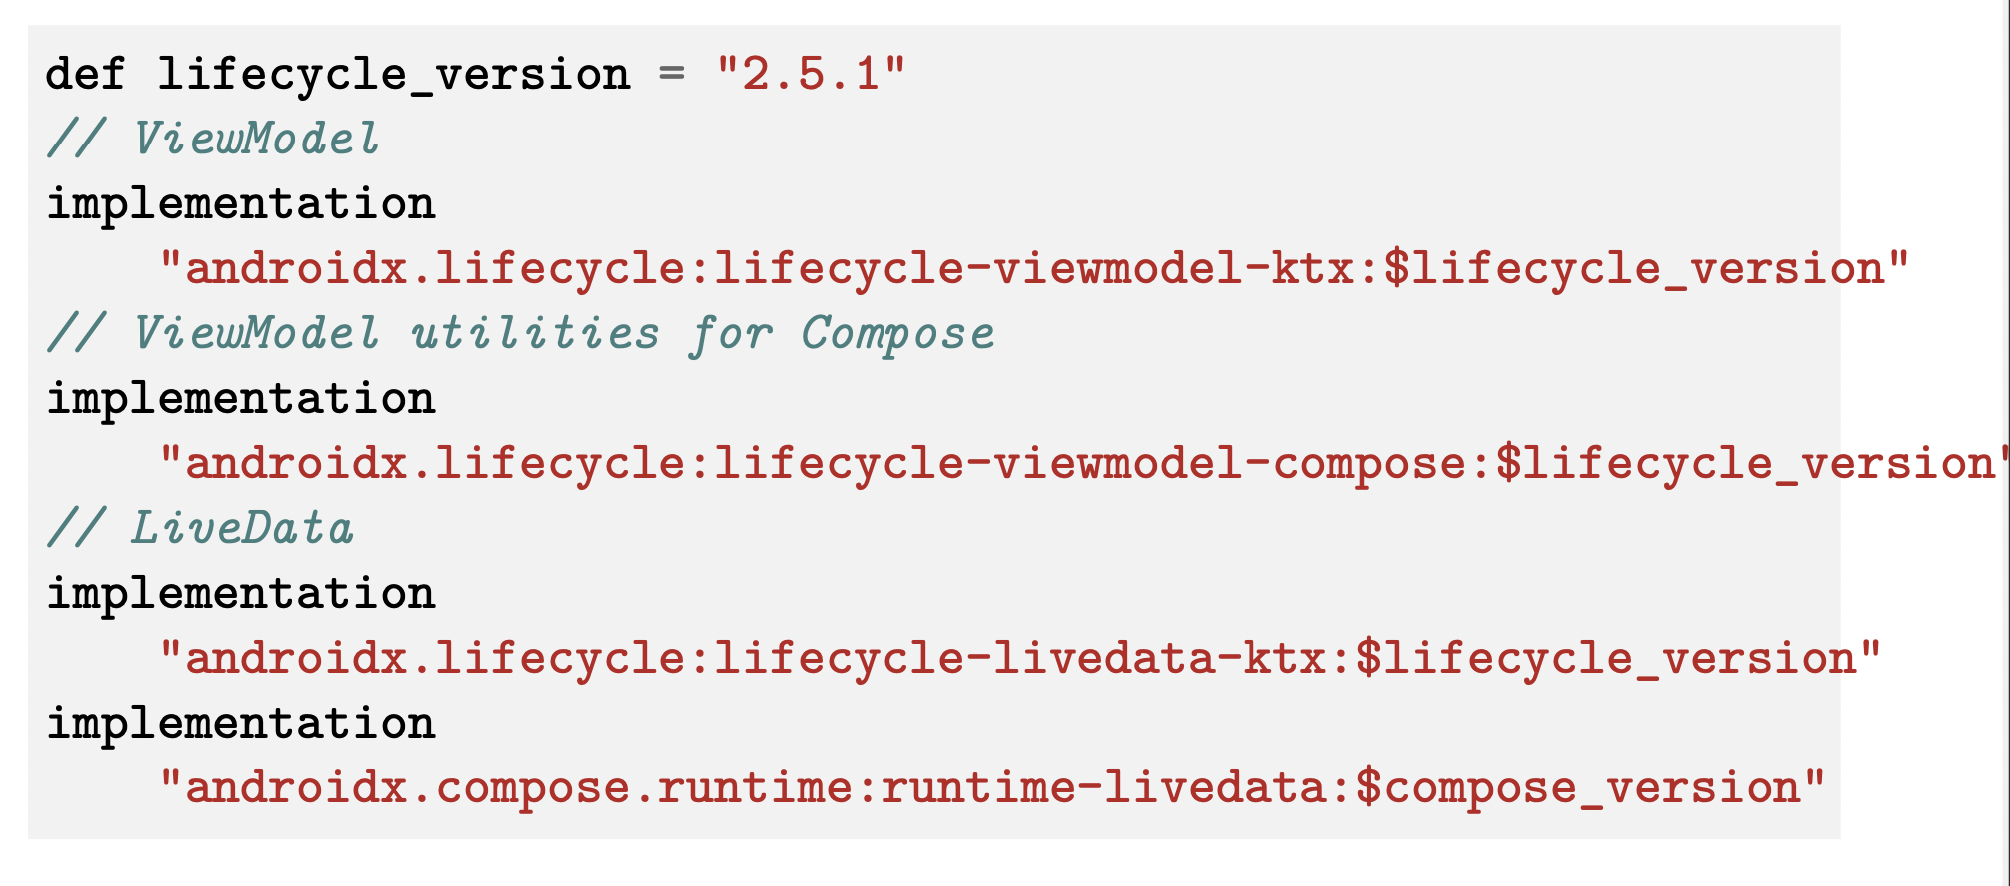 def lifecycle_version = "2.5.1"
// ViewModel
implementation
"androidx.lifecycle:lifecycle-viewmodel-ktx:$lifecycle_version"
// ViewModel utilities for Compose
implementation
"androidx.lifecycle:lifecycle-viewmodel-compose:$lifecycle_version"
// LiveData
implementation
"androidx.lifecycle:lifecycle-livedata-ktx:$lifecycle_version"
implementation
"androidx.compose.runtime:runtime-livedata:$compose_version"